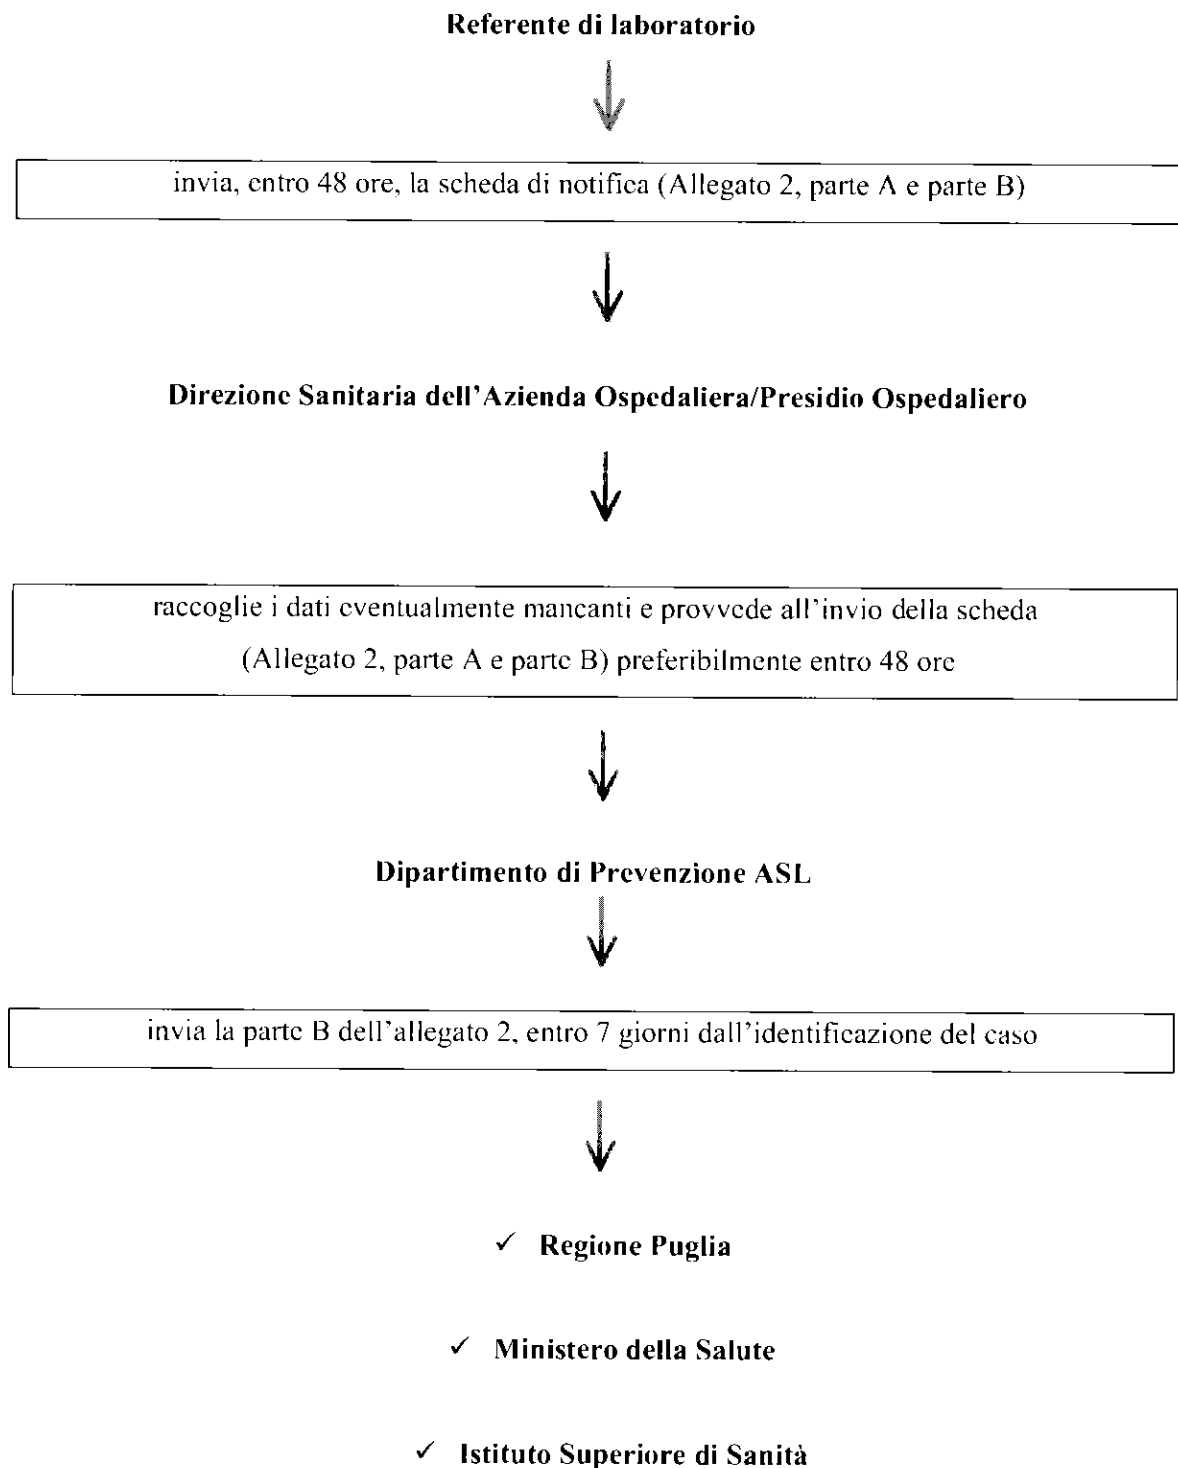 Referente di laboratorio
invia, entro 48 ore, la scheda di notifica (Allegato 2, parte A e parte B)
Direzione Sanitaria dell'Azienda Ospedaliera/Presidio Ospedaliero
raccoglie i dati eventualmente mancanti e provvede all'invio della scheda
(Allegato 2, parte A e parte B) preferibilmente entro 48 ore
Dipartimento di Prevenzione ASL
invia la parte B dell'allegato 2, entro 7 giorni dall'identificazione del caso
✓ Regione Puglia
✓ Ministero della Salute
✓ Istituto Superiore di Sanità